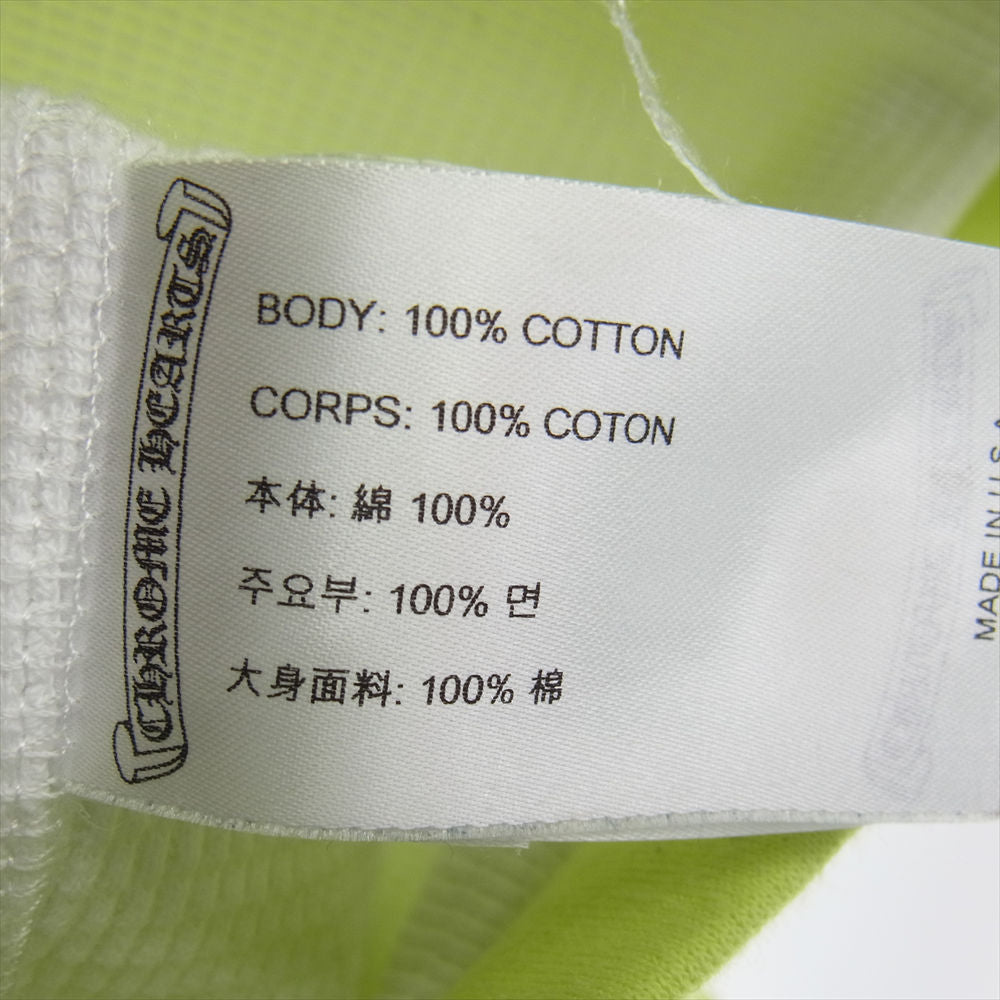 CHROME HEARTS
BODY: 100% COTTON
CORPS: 100% COTON
本体: 綿 100%
주요부: 100% 면
大身面料: 100% 棉
MADE IN U.S.A